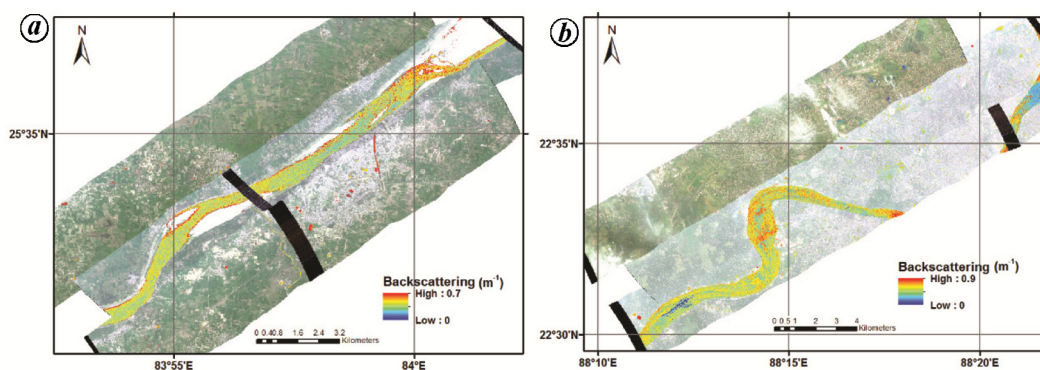 a
N
25°35'N
Backscattering (m-1)
High : 0.7
Low : 0
0 0.40.8 1.6 2.4 3.2
Kilometers
83°55'E
84°E
b
N
22°35'N
22°30'N
Backscattering (m-1)
High : 0.9
Low : 0
0 0.5 1 2 3 4
Kilometers
88°10'E
88°15'E
88°20'E